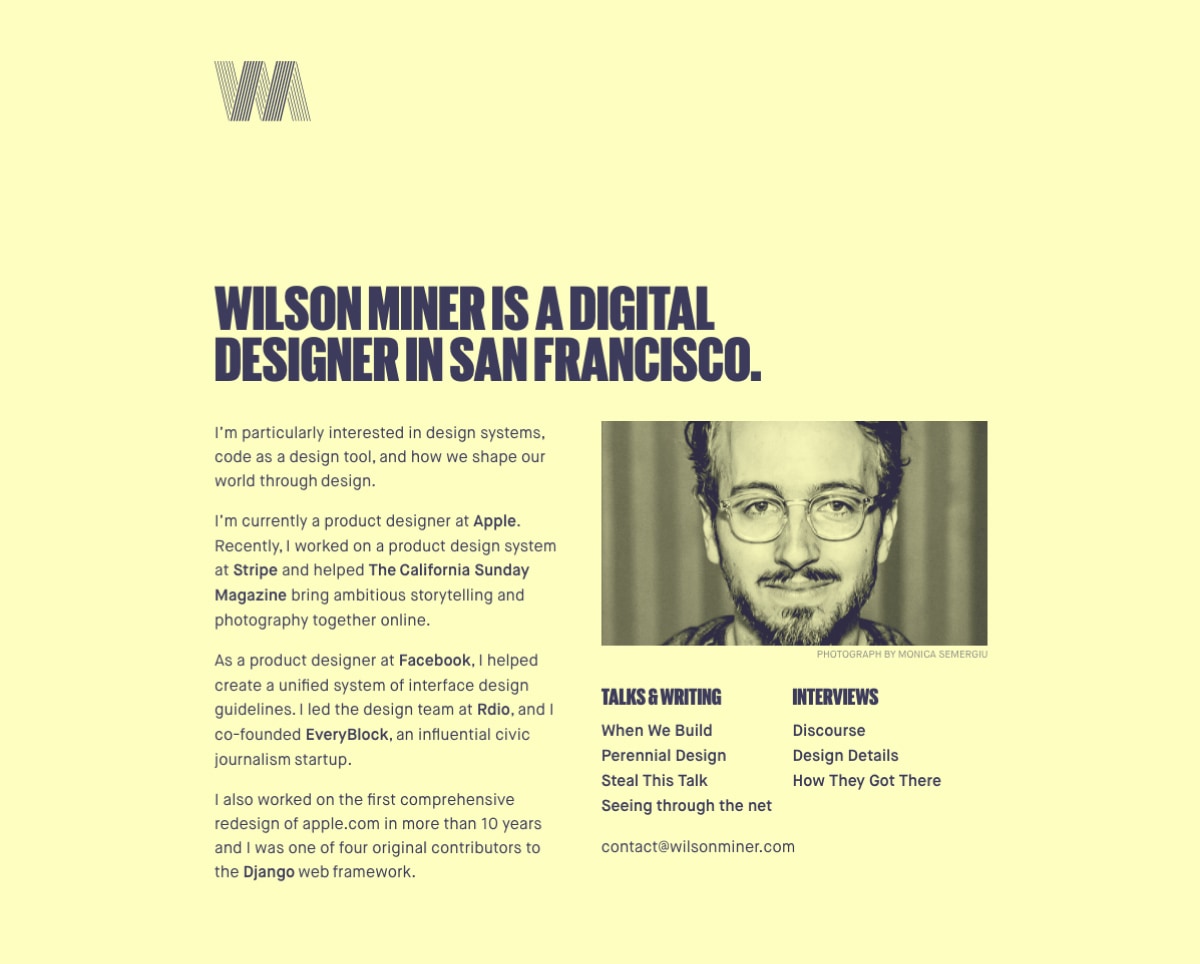 WM
WILSON MINER IS A DIGITAL
DESIGNER IN SAN FRANCISCO.
I’m particularly interested in design systems,
code as a design tool, and how we shape our
world through design.
I’m currently a product designer at Apple.
Recently, I worked on a product design system
at Stripe and helped The California Sunday
Magazine bring ambitious storytelling and
photography together online.
As a product designer at Facebook, I helped
create a unified system of interface design
guidelines. I led the design team at Rdio, and I
co-founded EveryBlock, an influential civic
journalism startup.
I also worked on the first comprehensive
redesign of apple.com in more than 10 years
and I was one of four original contributors to
the Django web framework.
PHOTOGRAPH BY MONICA SEMERGIU
TALKS & WRITING
When We Build
Perennial Design
Steal This Talk
Seeing through the net
INTERVIEWS
Discourse
Design Details
How They Got There
contact@wilsonminer.com